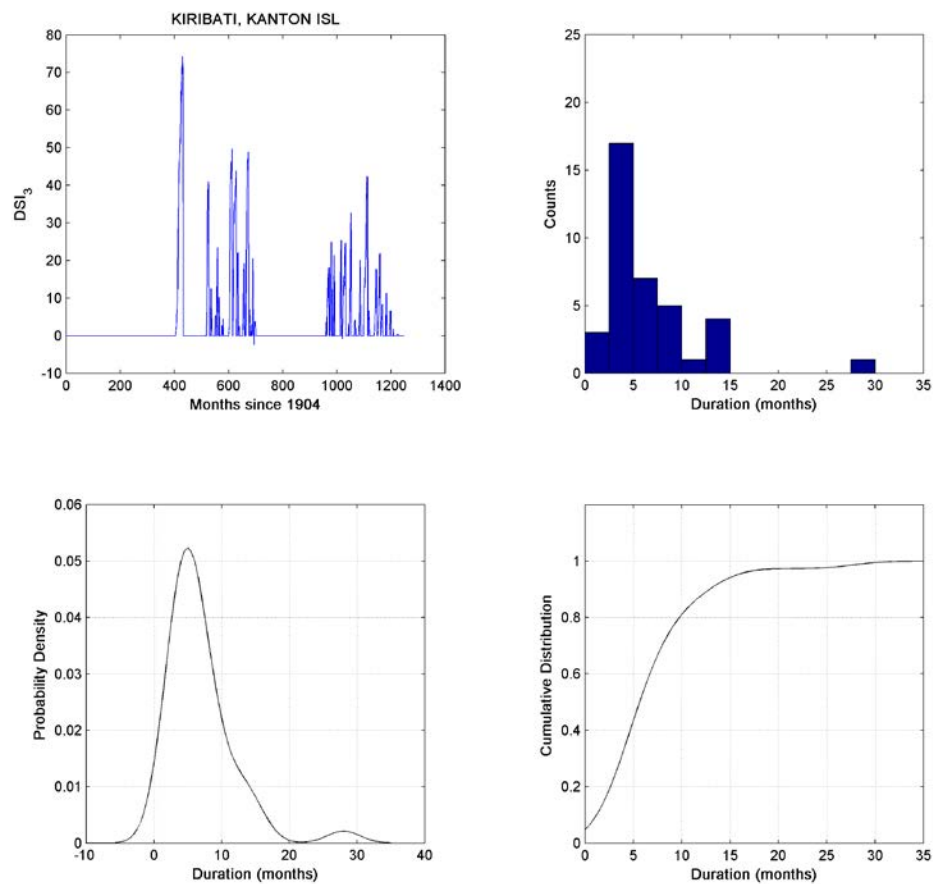 KIRIBATI, KANTON ISL
80
70
60
50
40
30
20
10
0
-10
DSI3
0 200 400 600 800 1000 1200 1400
Months since 1904
25
20
15
10
5
0
Counts
0 5 10 15 20 25 30 35
Duration (months)
0.06
0.05
0.04
0.03
0.02
0.01
0
Probability Density
-10 0 10 20 30 40
Duration (months)
1
0.8
0.6
0.4
0.2
0
Cumulative Distribution
0 5 10 15 20 25 30 35
Duration (months)